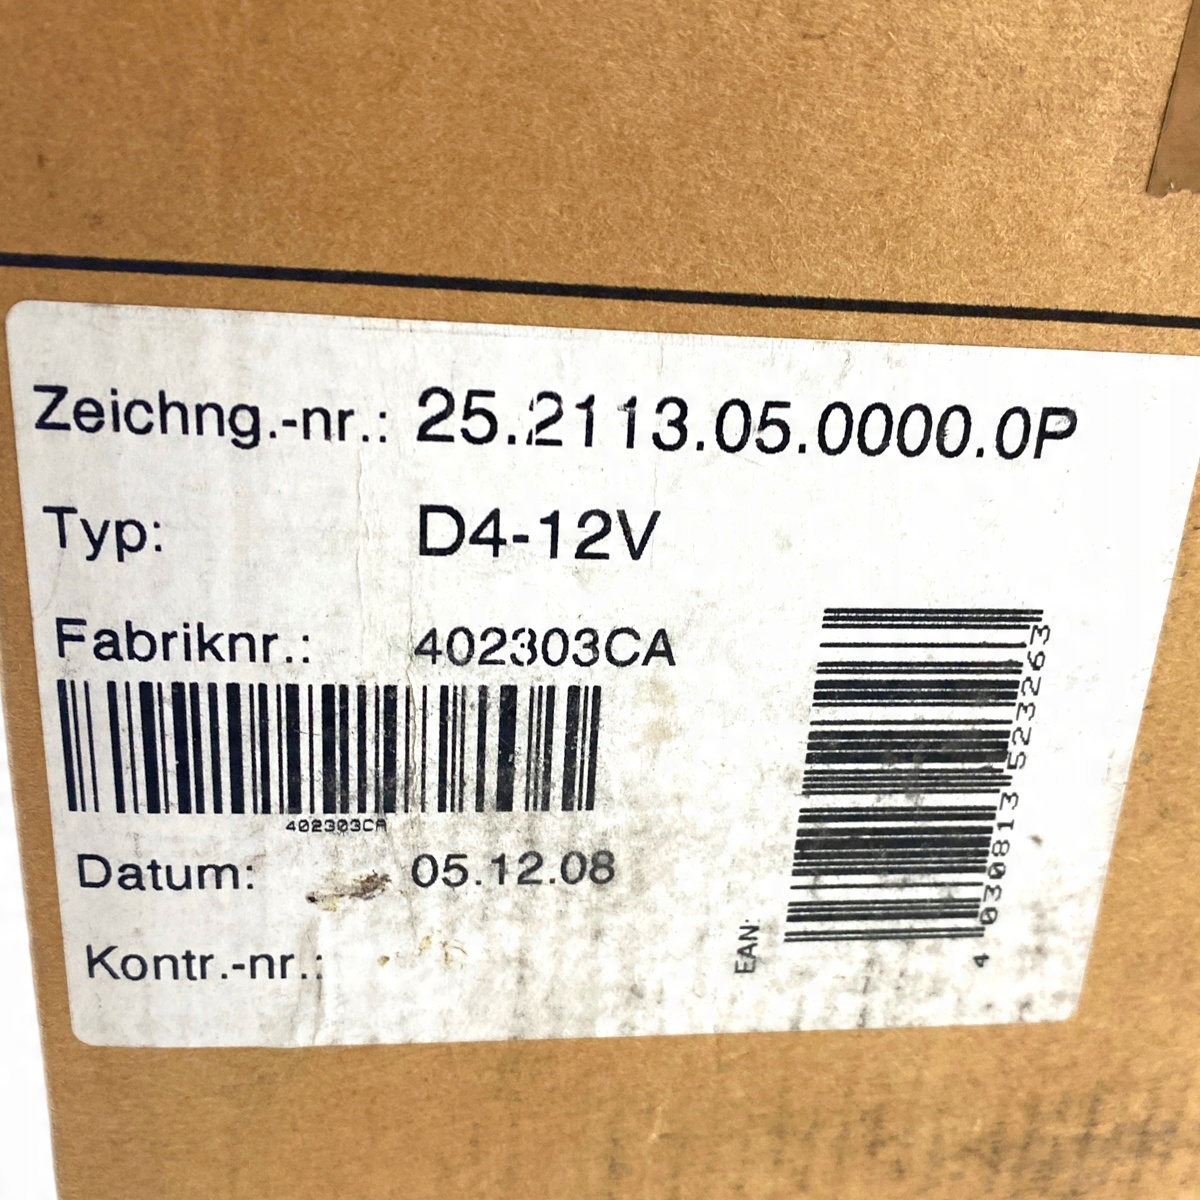 Zeichng.-nr.: 25.2113.05.0000.0P
Typ: D4-12V
Fabriknr.: 402303CA
402303CA
Datum: 05.12.08
Kontr.-nr.:
EAN:
4 030813 523263